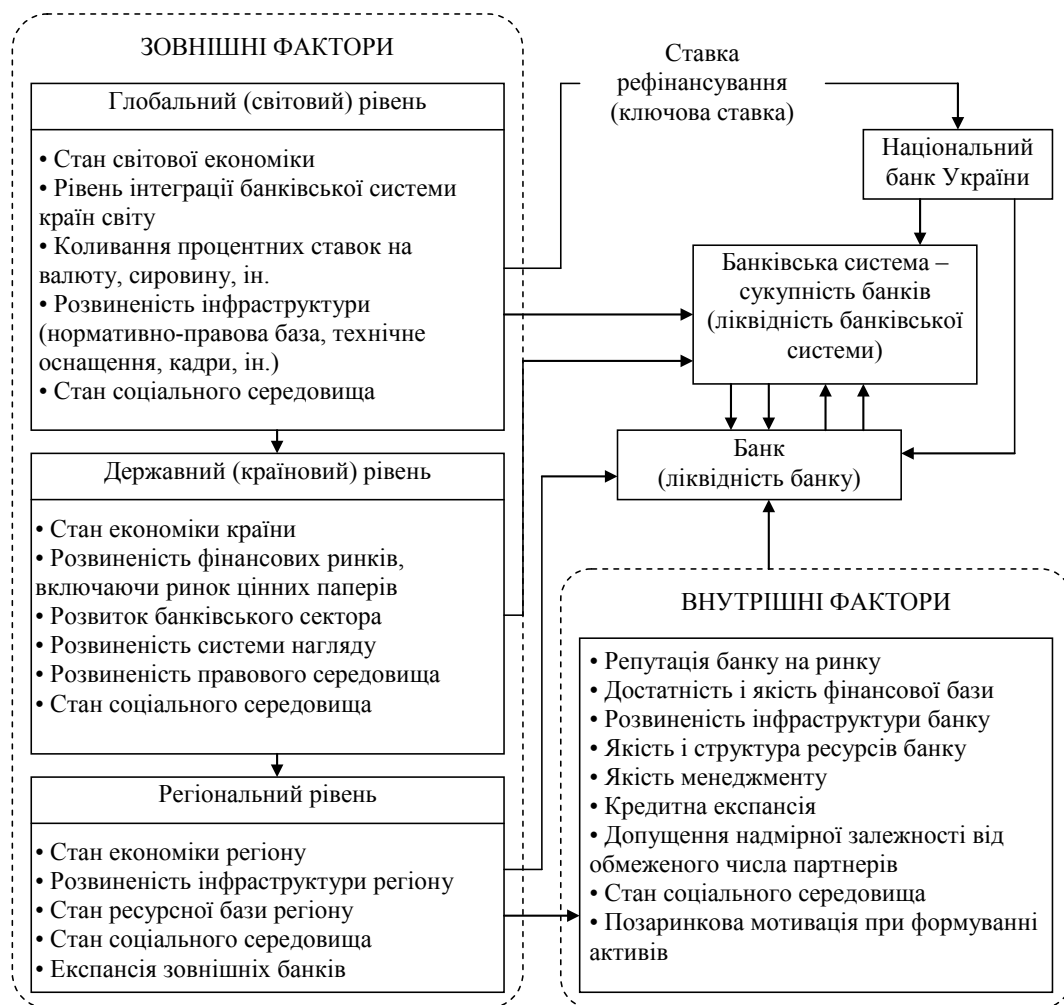 ЗОВНІШНІ ФАКТОРИ
Глобальний (світовий) рівень
• Стан світової економіки
• Рівень інтеграції банківської системи
країн світу
• Коливання процентних ставок на
валюту, сировину, ін.
• Розвиненість інфраструктури
(нормативно-правова база, технічне
оснащення, кадри, ін.)
• Стан соціального середовища
Державний (країновий) рівень
• Стан економіки країни
• Розвиненість фінансових ринків,
включаючи ринок цінних паперів
• Розвиток банківського сектора
• Розвиненість системи нагляду
• Розвиненість правового середовища
• Стан соціального середовища
Регіональний рівень
• Стан економіки регіону
• Розвиненість інфраструктури регіону
• Стан ресурсної бази регіону
• Стан соціального середовища
• Експансія зовнішніх банків
Ставка
рефінансування
(ключова ставка)
Національний
банк України
Банківська система –
сукупність банків
(ліквідність банківської
системи)
Банк
(ліквідність банку)
ВНУТРІШНІ ФАКТОРИ
• Репутація банку на ринку
• Достатність і якість фінансової бази
• Розвиненість інфраструктури банку
• Якість і структура ресурсів банку
• Якість менеджменту
• Кредитна експансія
• Допущення надмірної залежності від
обмеженого числа партнерів
• Стан соціального середовища
• Позаринкова мотивація при формуванні
активів